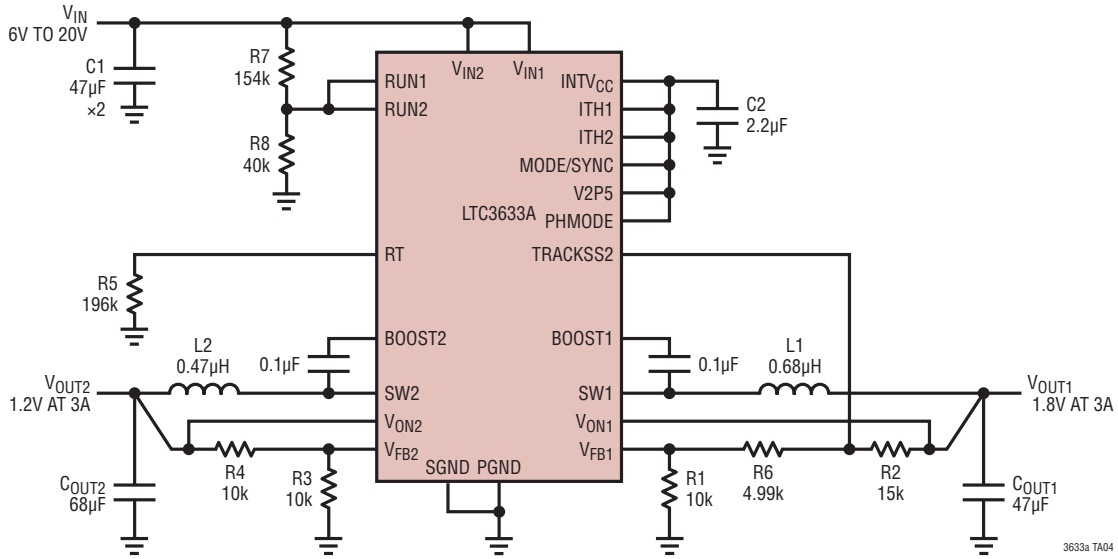 VIN
6V TO 20V
C1
47µF
×2
R7
154k
R8
40k
RUN1
RUN2
VIN2
VIN1
INTVCC
ITH1
ITH2
MODE/SYNC
V2P5
PHMODE
C2
2.2µF
LTC3633A
RT
TRACKSS2
R5
196k
BOOST2
BOOST1
L2
0.47µH
0.1µF
0.1µF
L1
0.68µH
VOUT2
1.2V AT 3A
SW2
SW1
VOUT1
1.8V AT 3A
VON2
VON1
VFB2
VFB1
SGND PGND
R4
10k
R3
10k
R1
10k
R6
4.99k
R2
15k
COUT2
68µF
COUT1
47µF
3633a TA04